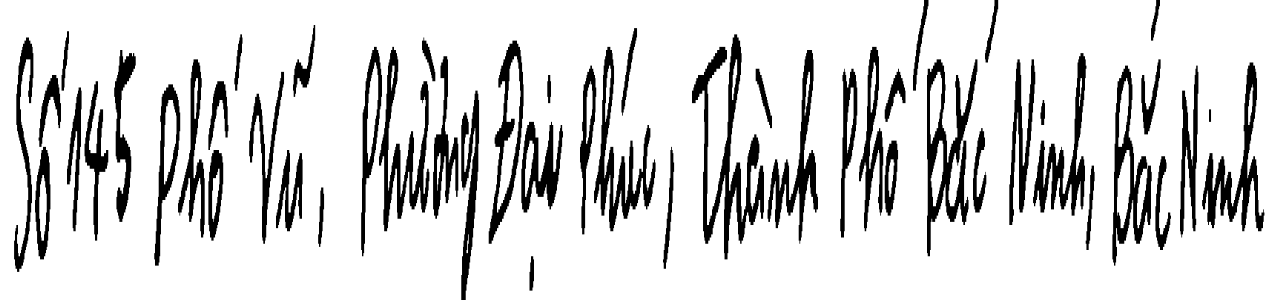 Số 145 Phố Vũ, Phường Đại Phúc, Thành Phố Bắc Ninh, Bắc Ninh